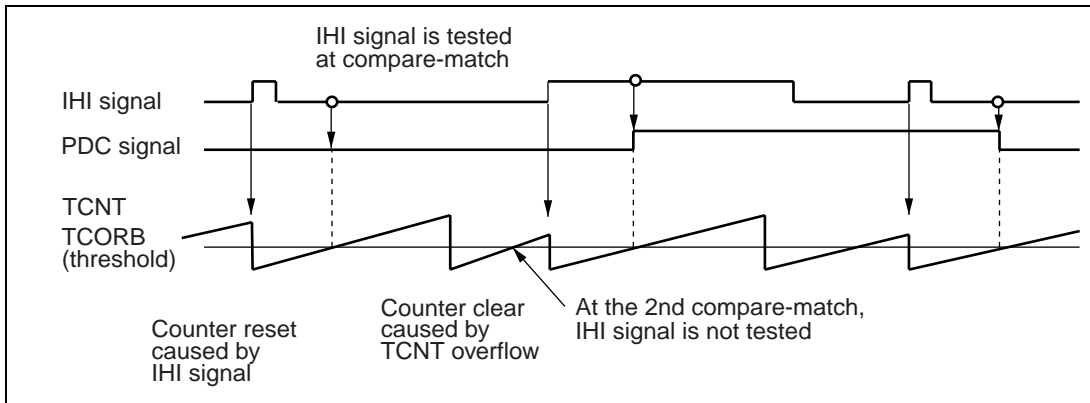 IHI signal is tested
at compare-match
IHI signal
PDC signal
TCNT
TCORB
(threshold)
Counter reset
caused by
IHI signal
Counter clear
caused by
TCNT overflow
At the 2nd compare-match,
IHI signal is not tested